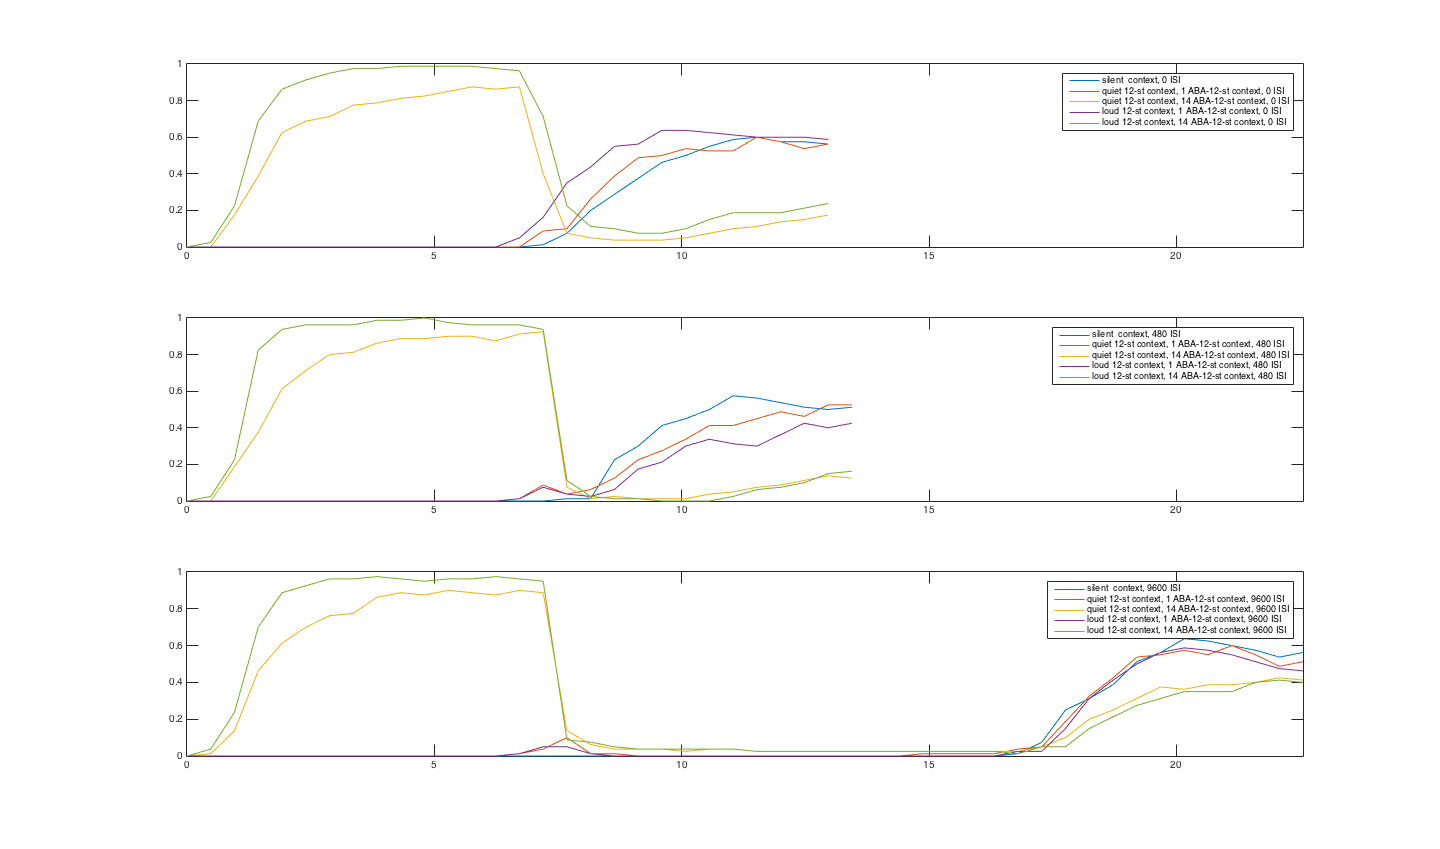 1
0.8
0.6
0.4
0.2
0
0 5 10 15 20
silent context, 0 ISI
quiet 12-st context, 1 ABA-12-st context, 0 ISI
quiet 12-st context, 14 ABA-12-st context, 0 ISI
loud 12-st context, 1 ABA-12-st context, 0 ISI
loud 12-st context, 14 ABA-12-st context, 0 ISI
1
0.8
0.6
0.4
0.2
0
0 5 10 15 20
silent context, 480 ISI
quiet 12-st context, 1 ABA-12-st context, 480 ISI
quiet 12-st context, 14 ABA-12-st context, 480 ISI
loud 12-st context, 1 ABA-12-st context, 480 ISI
loud 12-st context, 14 ABA-12-st context, 480 ISI
1
0.8
0.6
0.4
0.2
0
0 5 10 15 20
silent context, 9600 ISI
quiet 12-st context, 1 ABA-12-st context, 9600 ISI
quiet 12-st context, 14 ABA-12-st context, 9600 ISI
loud 12-st context, 1 ABA-12-st context, 9600 ISI
loud 12-st context, 14 ABA-12-st context, 9600 ISI